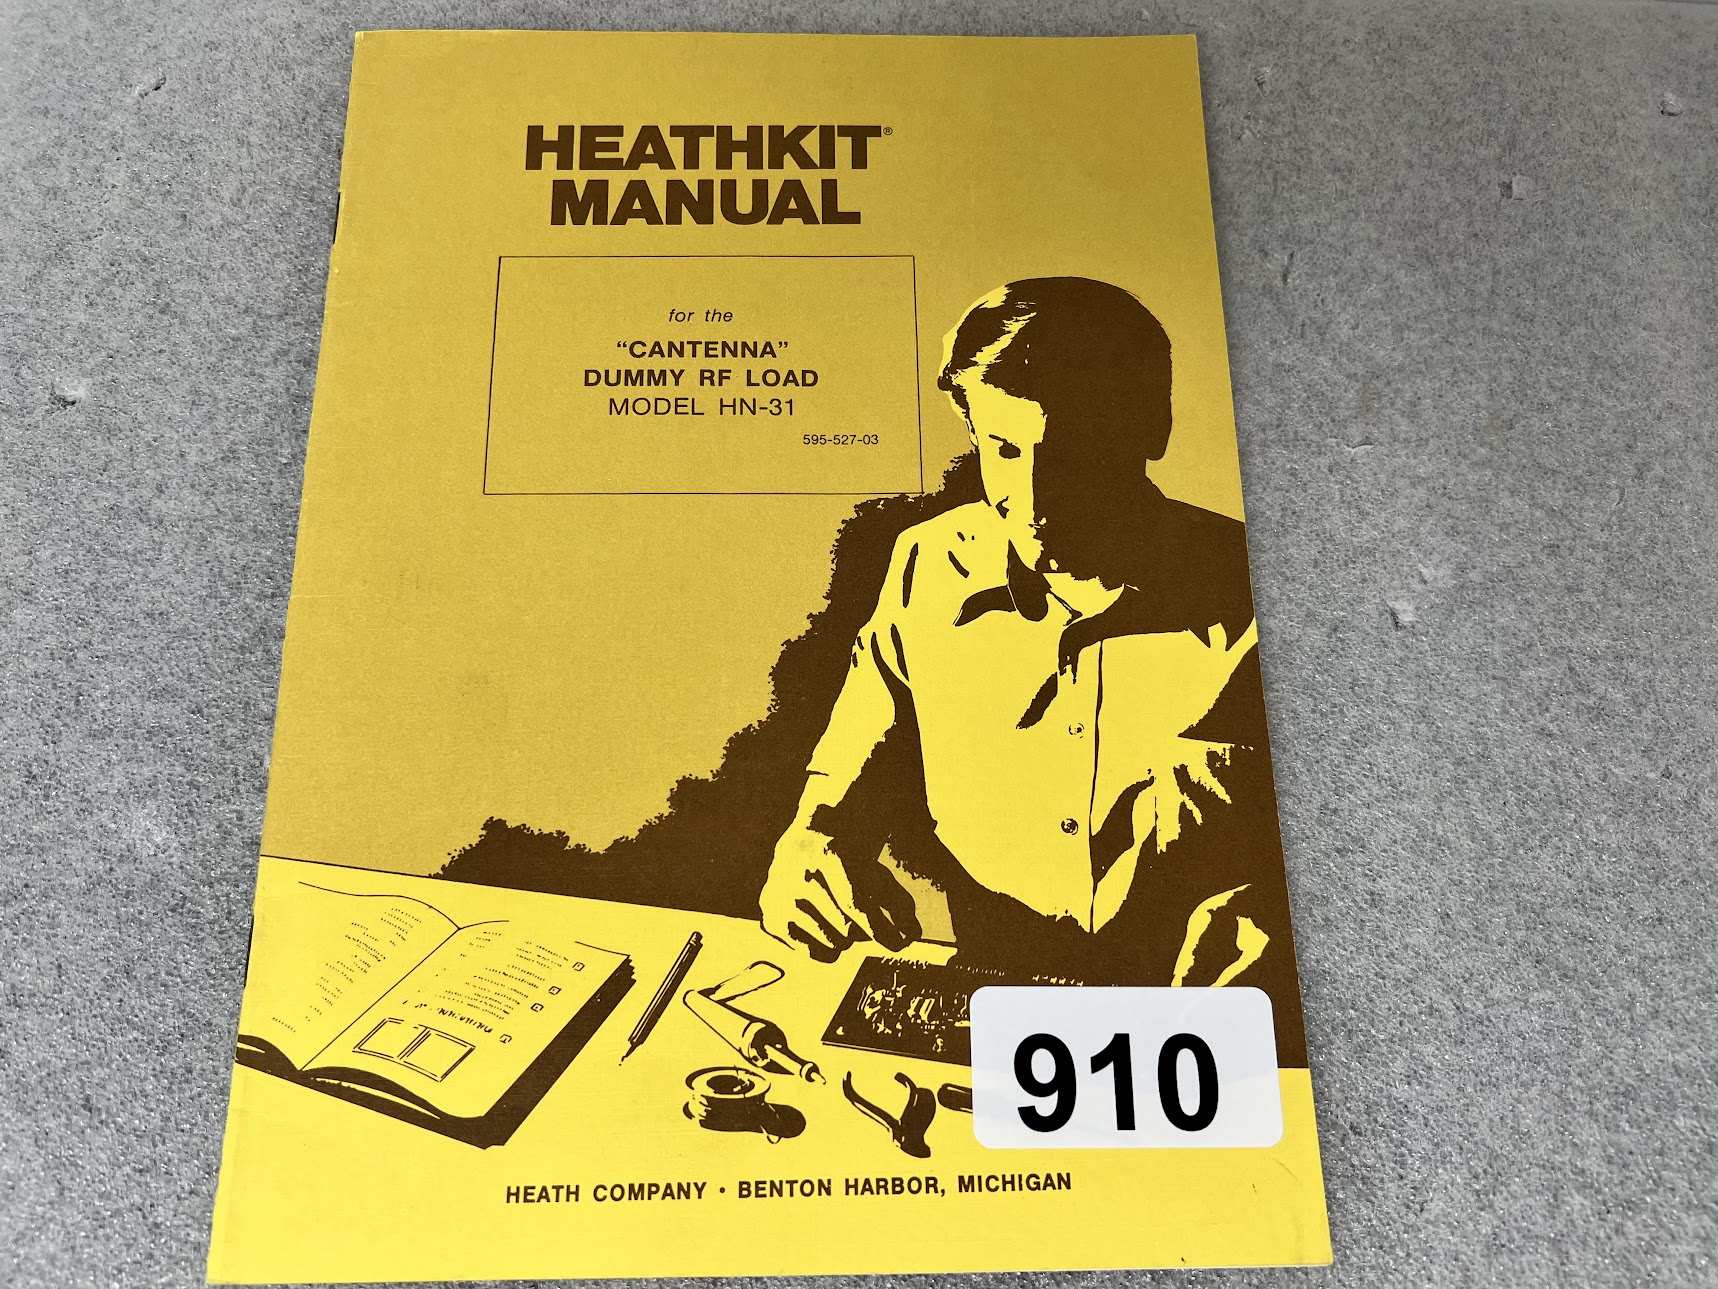 HEATHKIT®
MANUAL
for the
“CANTENNA”
DUMMY RF LOAD
MODEL HN-31
595-527-03
910
HEATH COMPANY • BENTON HARBOR, MICHIGAN